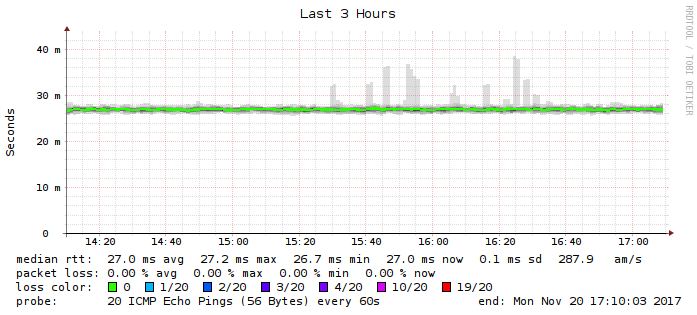 Last 3 Hours
RRDTOOL / TOBI OETIKER
Seconds
40 m
30 m
20 m
10 m
0
14:20 14:40 15:00 15:20 15:40 16:00 16:20 16:40 17:00
median rtt: 27.0 ms avg 27.2 ms max 26.7 ms min 27.0 ms now 0.1 ms sd 287.9 am/s
packet loss: 0.00 % avg 0.00 % max 0.00 % min 0.00 % now
loss color: 0 1/20 2/20 3/20 4/20 10/20 19/20
probe: 20 ICMP Echo Pings (56 Bytes) every 60s end: Mon Nov 20 17:10:03 2017